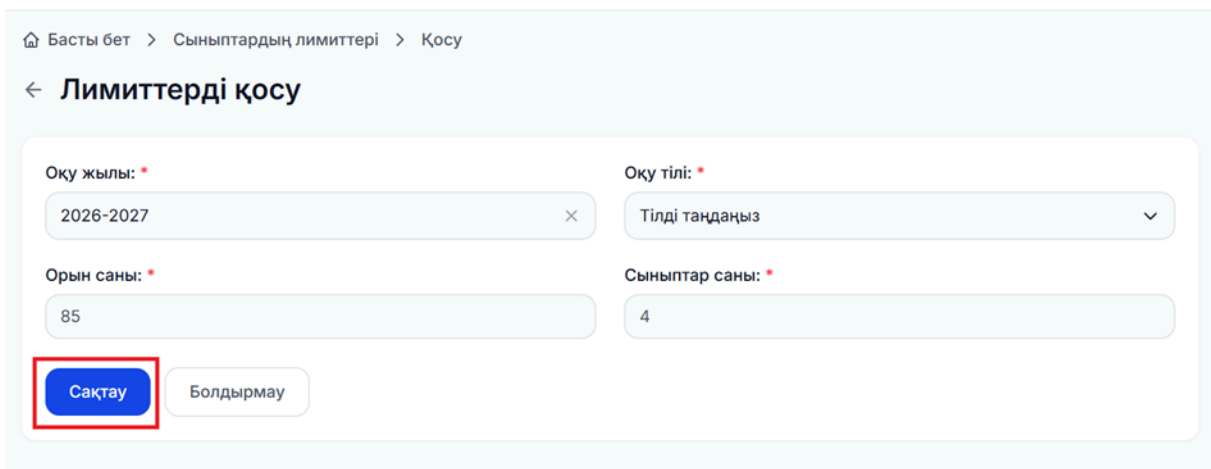 Басты бет > Сыныптардың лимиттері > Қосу
← Лимиттерді қосу
Оқу жылы: * Оқу тілі: *
2026-2027 × Тілді таңдаңыз
Орын саны: * Сыныптар саны: *
85 4
Сақтау Болдырмау